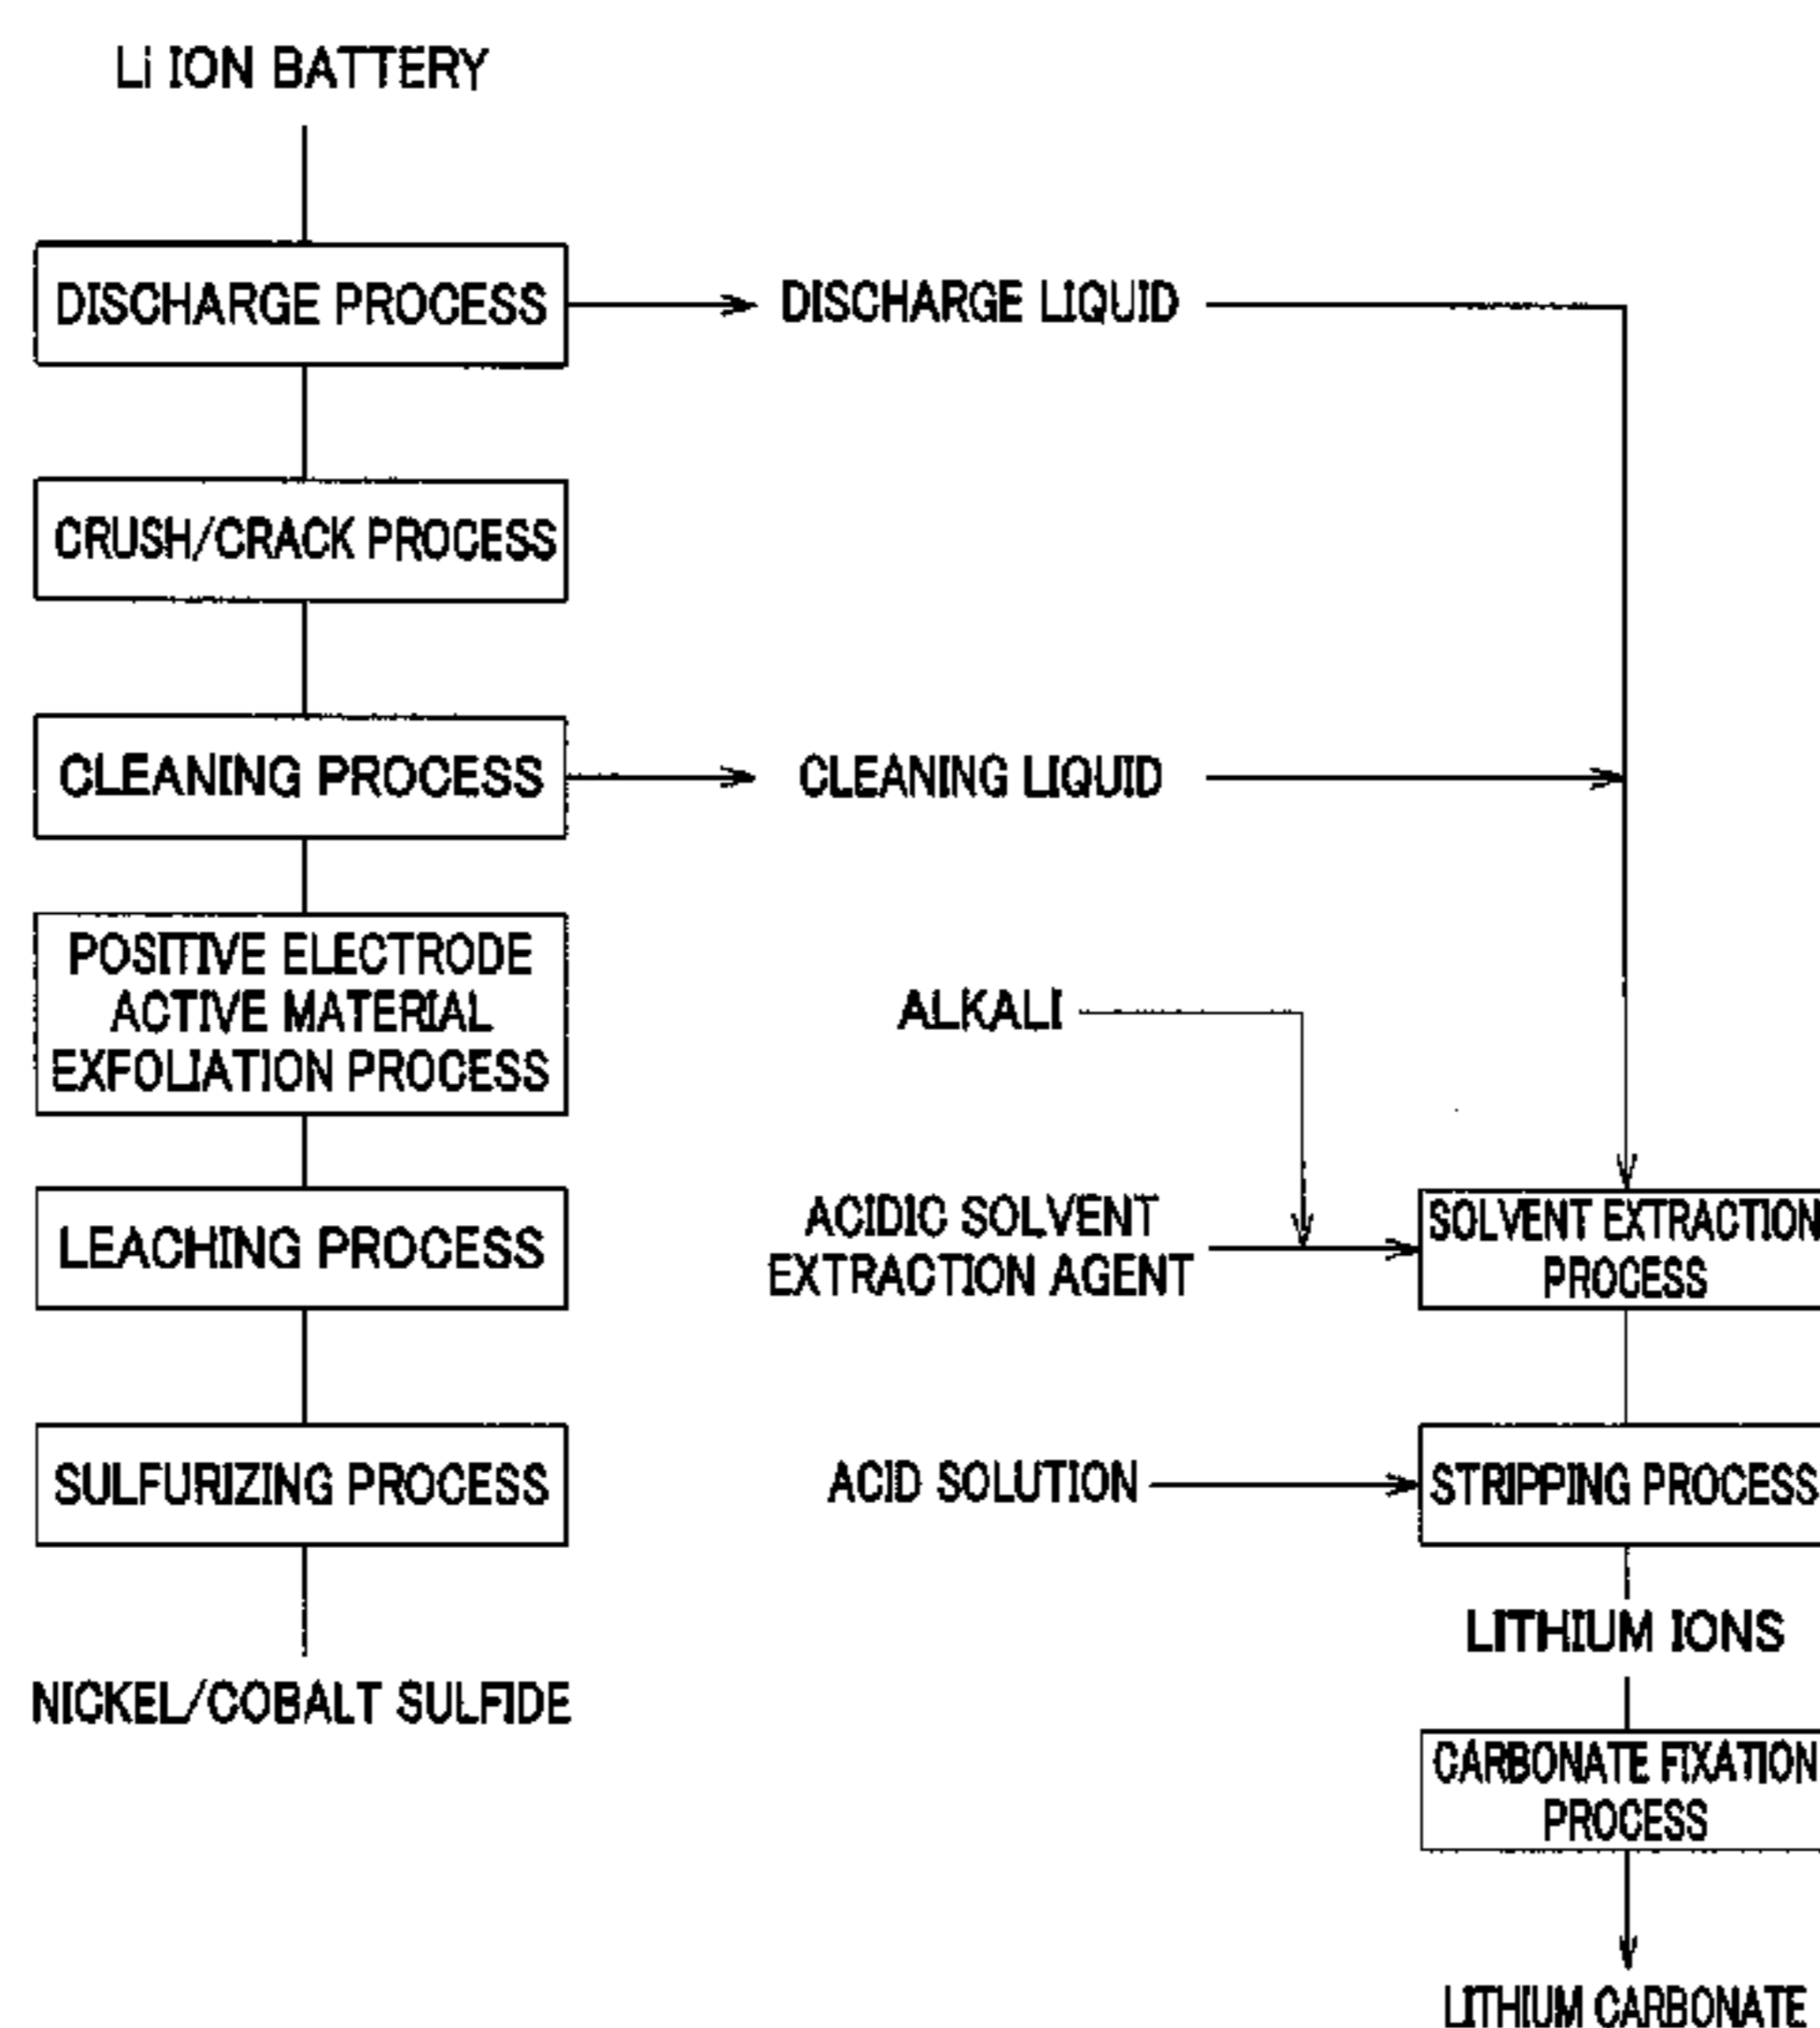 Li ION BATTERY
DISCHARGE PROCESS
DISCHARGE LIQUID
CRUSH/CRACK PROCESS
CLEANING PROCESS
CLEANING LIQUID
POSITIVE ELECTRODE
ACTIVE MATERIAL
EXFOLIATION PROCESS
ALKALI
LEACHING PROCESS
ACIDIC SOLVENT
EXTRACTION AGENT
SOLVENT EXTRACTION
PROCESS
SULFURIZING PROCESS
ACID SOLUTION
STRIPPING PROCESS
LITHIUM IONS
NICKEL/COBALT SULFIDE
CARBONATE FIXATION
PROCESS
LITHIUM CARBONATE